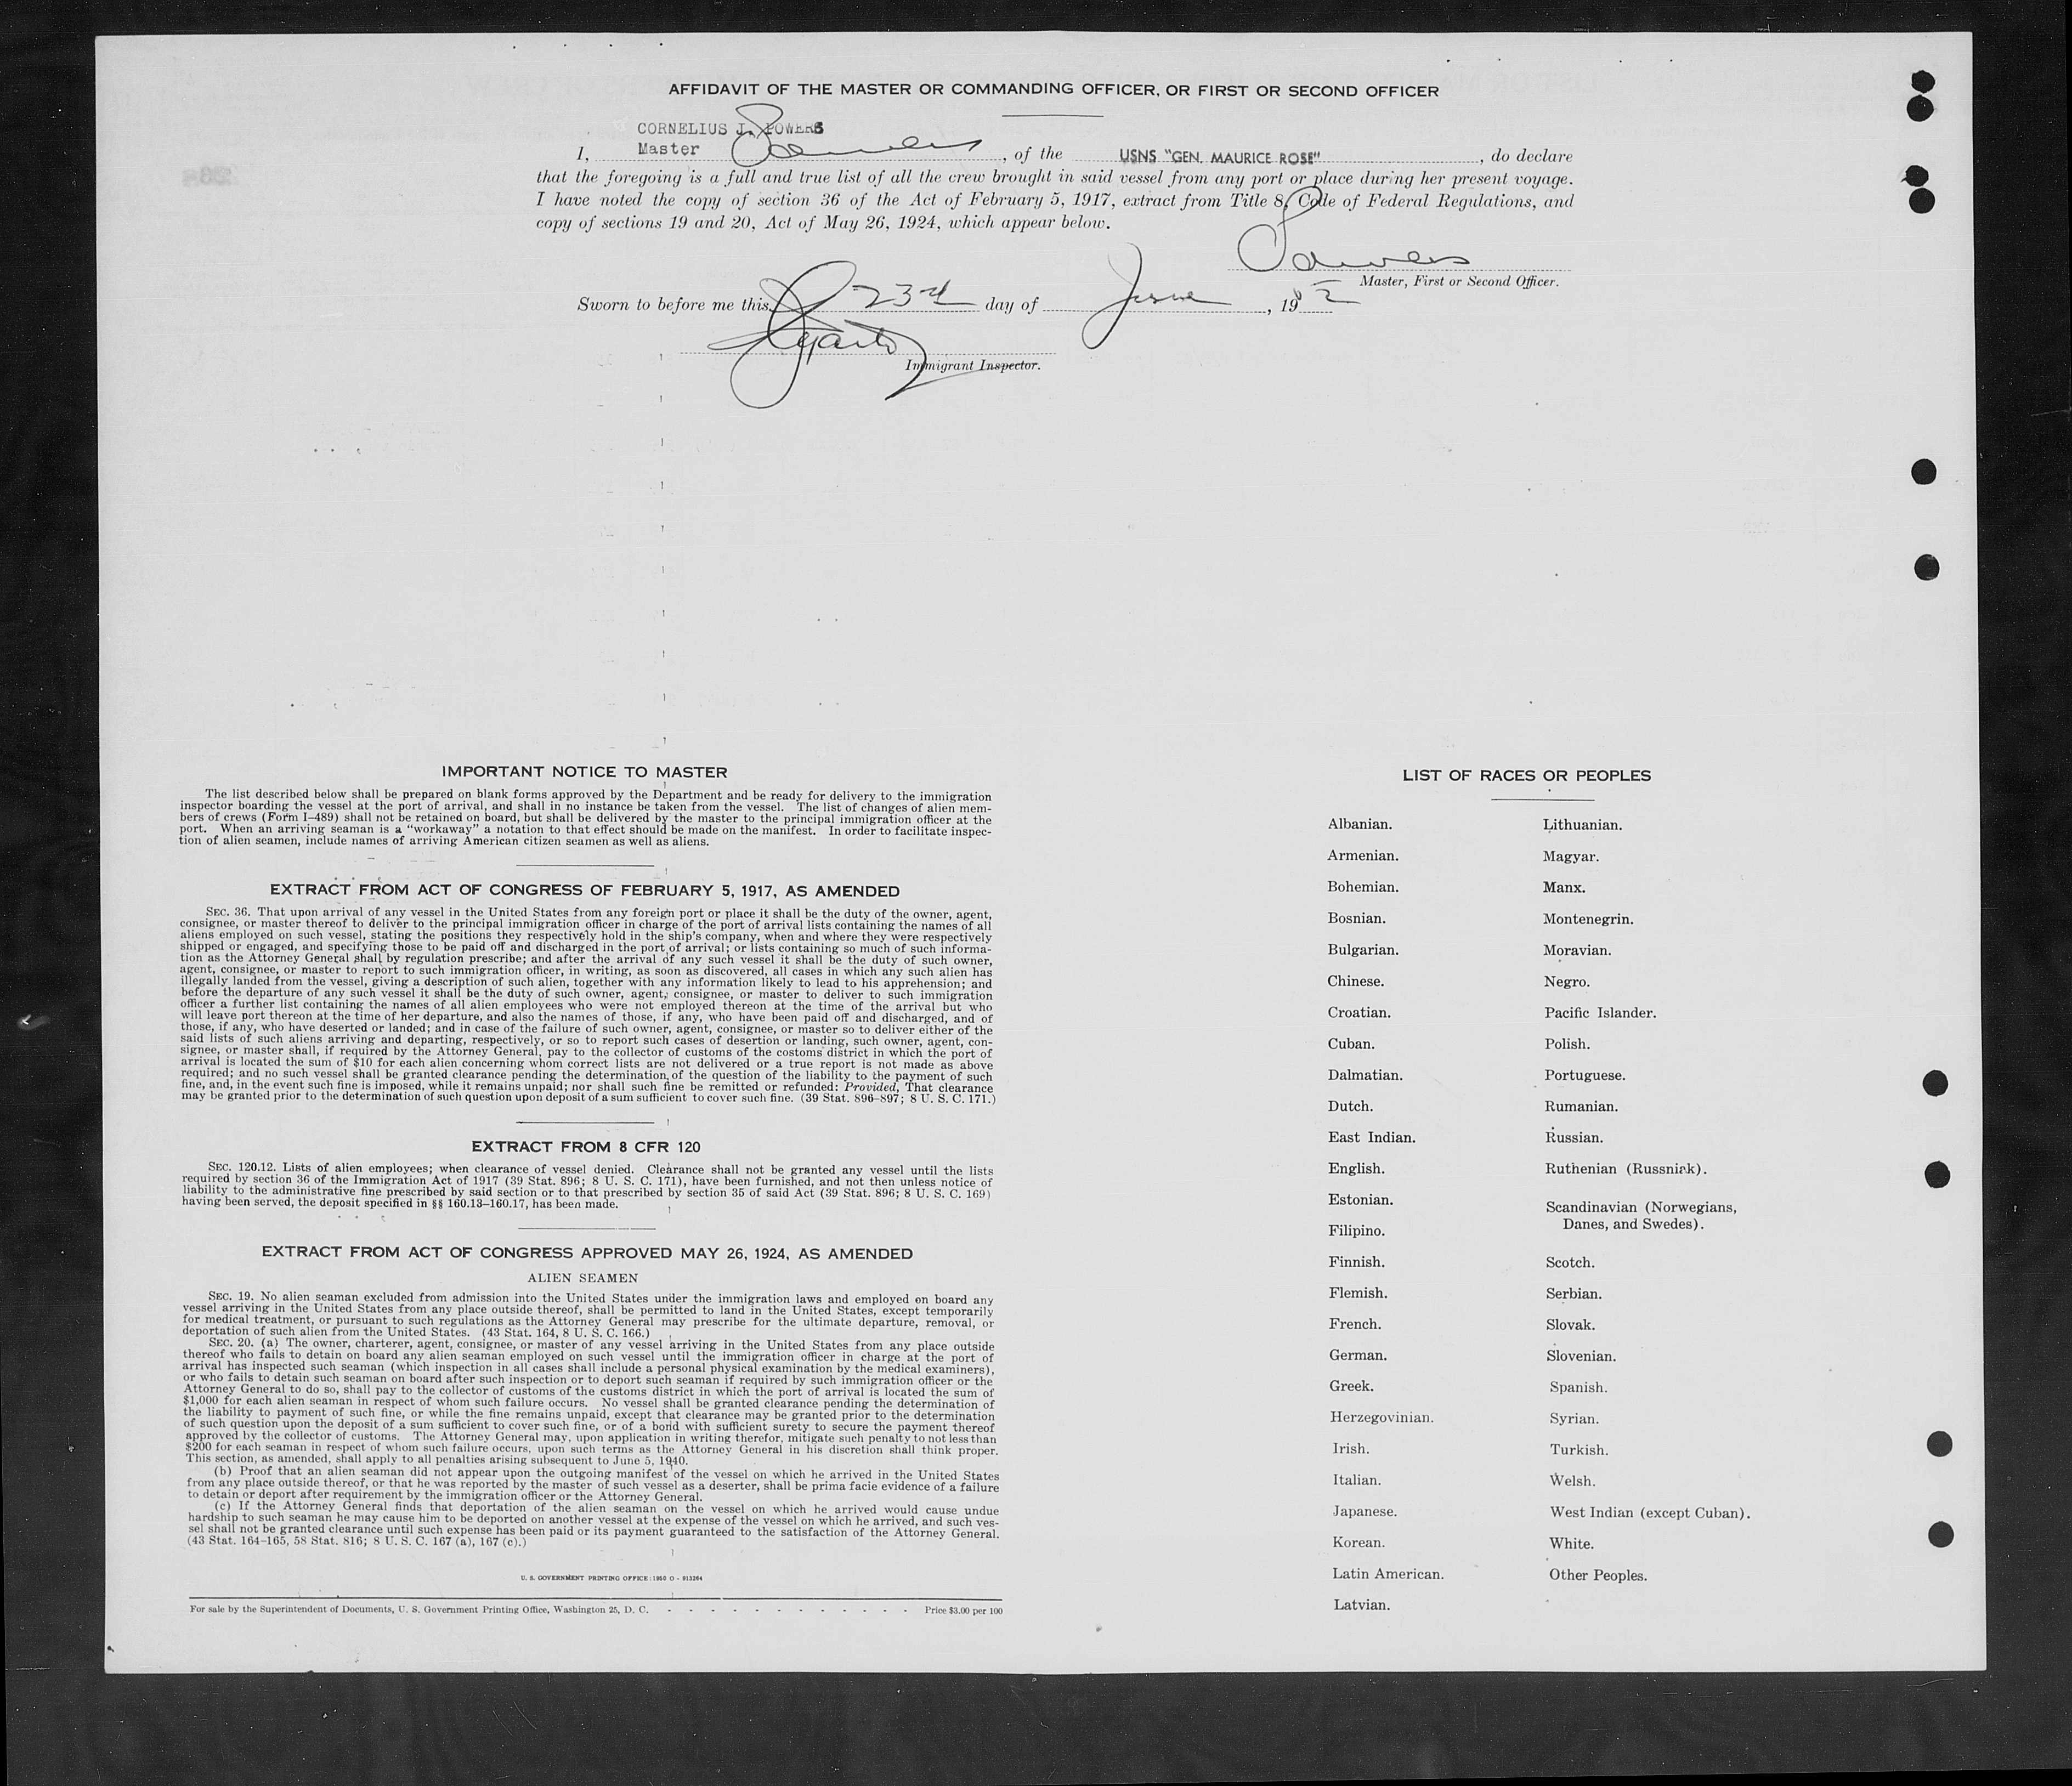 AFFIDAVIT OF THE MASTER OR COMMANDING OFFICER, OR FIRST OR SECOND OFFICER
CORNELIUS J. POWERS
I, Master Powers, of the USNS "GEN. MAURICE ROSE", do declare
that the foregoing is a full and true list of all the crew brought in said vessel from any port or place during her present voyage.
I have noted the copy of section 36 of the Act of February 5, 1917, extract from Title 8, Code of Federal Regulations, and
copy of sections 19 and 20, Act of May 26, 1924, which appear below.
Powers
Master, First or Second Officer.
Sworn to before me this 23rd day of June, 1952
Immigrant Inspector.
IMPORTANT NOTICE TO MASTER
The list described below shall be prepared on blank forms approved by the Department and be ready for delivery to the immigration
inspector boarding the vessel at the port of arrival, and shall in no instance be taken from the vessel. The list of changes of alien mem-
bers of crews (Form I-489) shall not be retained on board, but shall be delivered by the master to the principal immigration officer at the
port. When an arriving seaman is a "workaway" a notation to that effect should be made on the manifest. In order to facilitate inspec-
tion of alien seamen, include names of arriving American citizen seamen as well as aliens.
EXTRACT FROM ACT OF CONGRESS OF FEBRUARY 5, 1917, AS AMENDED
SEC. 36. That upon arrival of any vessel in the United States from any foreign port or place it shall be the duty of the owner, agent,
consignee, or master thereof to deliver to the principal immigration officer in charge of the port of arrival lists containing the names of all
aliens employed on such vessel, stating the positions they respectively hold in the ship's company, when and where they were respectively
shipped or engaged, and specifying those to be paid off and discharged in the port of arrival; or lists containing so much of such informa-
tion as the Attorney General shall by regulation prescribe; and after the arrival of any such vessel it shall be the duty of such owner,
agent, consignee, or master to report to such immigration officer, in writing, as soon as discovered, all cases in which any such alien has
illegally landed from the vessel, giving a description of such alien, together with any information likely to lead to his apprehension; and
before the departure of any such vessel it shall be the duty of such owner, agent, consignee, or master to deliver to such immigration
officer a further list containing the names of all alien employees who were not employed thereon at the time of the arrival but who
will leave port thereon at the time of her departure, and also the names of those, if any, who have been paid off and discharged, and of
those, if any, who have deserted or landed; and in case of the failure of such owner, agent, consignee, or master so to deliver either of the
said lists of such aliens arriving and departing, respectively, or so to report such cases of desertion or landing, such owner, agent, con-
signee, or master shall, if required by the Attorney General, pay to the collector of customs of the costoms district in which the port of
arrival is located the sum of $10 for each alien concerning whom correct lists are not delivered or a true report is not made as above
required; and no such vessel shall be granted clearance pending the determination of the question of the liability to the payment of such
fine, and, in the event such fine is imposed, while it remains unpaid; nor shall such fine be remitted or refunded: Provided, That clearance
may be granted prior to the determination of such question upon deposit of a sum sufficient to cover such fine. (39 Stat. 896-897; 8 U. S. C. 171.)
EXTRACT FROM 8 CFR 120
SEC. 120.12. Lists of alien employees; when clearance of vessel denied. Clearance shall not be granted any vessel until the lists
required by section 36 of the Immigration Act of 1917 (39 Stat. 896; 8 U. S. C. 171), have been furnished, and not then unless notice of
liability to the administrative fine prescribed by said section or to that prescribed by section 35 of said Act (39 Stat. 896; 8 U. S. C. 169)
having been served, the deposit specified in §§ 160.13-160.17, has been made.
EXTRACT FROM ACT OF CONGRESS APPROVED MAY 26, 1924, AS AMENDED
ALIEN SEAMEN
SEC. 19. No alien seaman excluded from admission into the United States under the immigration laws and employed on board any
vessel arriving in the United States from any place outside thereof, shall be permitted to land in the United States, except temporarily
for medical treatment, or pursuant to such regulations as the Attorney General may prescribe for the ultimate departure, removal, or
deportation of such alien from the United States. (43 Stat. 164, 8 U. S. C. 166.)
SEC. 20. (a) The owner, charterer, agent, consignee, or master of any vessel arriving in the United States from any place outside
thereof who fails to detain on board any alien seaman employed on such vessel until the immigration officer in charge at the port of
arrival has inspected such seaman (which inspection in all cases shall include a personal physical examination by the medical examiners),
or who fails to detain such seaman on board after such inspection or to deport such seaman if required by such immigration officer or the
Attorney General to do so, shall pay to the collector of customs of the customs district in which the port of arrival is located the sum of
$1,000 for each alien seaman in respect of whom such failure occurs. No vessel shall be granted clearance pending the determination of
the liability to payment of such fine, or while the fine remains unpaid, except that clearance may be granted prior to the determination
of such question upon the deposit of a sum sufficient to cover such fine, or of a bond with sufficient surety to secure the payment thereof
approved by the collector of customs. The Attorney General may, upon application in writing therefor, mitigate such penalty to not less than
$200 for each seaman in respect of whom such failure occurs, upon such terms as the Attorney General in his discretion shall think proper.
This section, as amended, shall apply to all penalties arising subsequent to June 5, 1940.
(b) Proof that an alien seaman did not appear upon the outgoing manifest of the vessel on which he arrived in the United States
from any place outside thereof, or that he was reported by the master of such vessel as a deserter, shall be prima facie evidence of a failure
to detain or deport after requirement by the immigration officer or the Attorney General.
(c) If the Attorney General finds that deportation of the alien seaman on the vessel on which he arrived would cause undue
hardship to such seaman he may cause him to be deported on another vessel at the expense of the vessel on which he arrived, and such ves-
sel shall not be granted clearance until such expense has been paid or its payment guaranteed to the satisfaction of the Attorney General.
(43 Stat. 164-165, 58 Stat. 816; 8 U. S. C. 167 (a), 167 (c).)
U. S. GOVERNMENT PRINTING OFFICE: 1950 O - 913264
For sale by the Superintendent of Documents, U. S. Government Printing Office, Washington 25, D. C. - - - - - - - - - - - Price $3.00 per 100
LIST OF RACES OR PEOPLES
Albanian.
Armenian.
Bohemian.
Bosnian.
Bulgarian.
Chinese.
Croatian.
Cuban.
Dalmatian.
Dutch.
East Indian.
English.
Estonian.
Filipino.
Finnish.
Flemish.
French.
German.
Greek.
Herzegovinian.
Irish.
Italian.
Japanese.
Korean.
Latin American.
Latvian.
Lithuanian.
Magyar.
Manx.
Montenegrin.
Moravian.
Negro.
Pacific Islander.
Polish.
Portuguese.
Rumanian.
Russian.
Ruthenian (Russniak).
Scandinavian (Norwegians,
Danes, and Swedes).
Scotch.
Serbian.
Slovak.
Slovenian.
Spanish.
Syrian.
Turkish.
Welsh.
West Indian (except Cuban).
White.
Other Peoples.